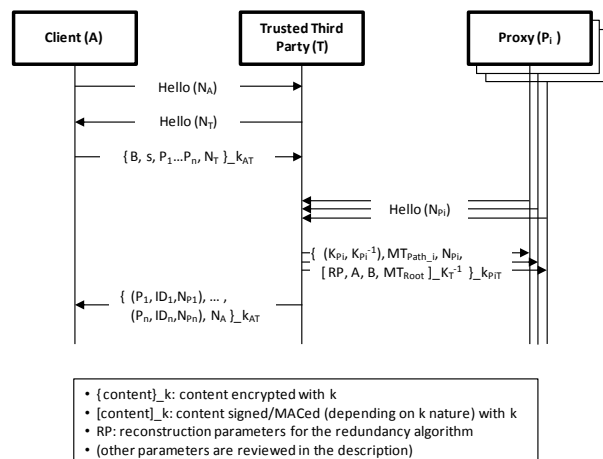 Client (A)
Trusted Third
Party (T)
Proxy (Pi )
Hello (NA)
Hello (NT)
{ B, s, P1...Pn, NT }_kAT
Hello (NPi)
{ (KPi, KPi-1), MTPath_i, NPi,
[ RP, A, B, MTRoot ]_KT-1 }_kPiT
{ (P1, ID1,NP1), ... ,
(Pn, IDn,NPn), NA }_kAT
• {content}_k: content encrypted with k
• [content]_k: content signed/MACed (depending on k nature) with k
• RP: reconstruction parameters for the redundancy algorithm
• (other parameters are reviewed in the description)